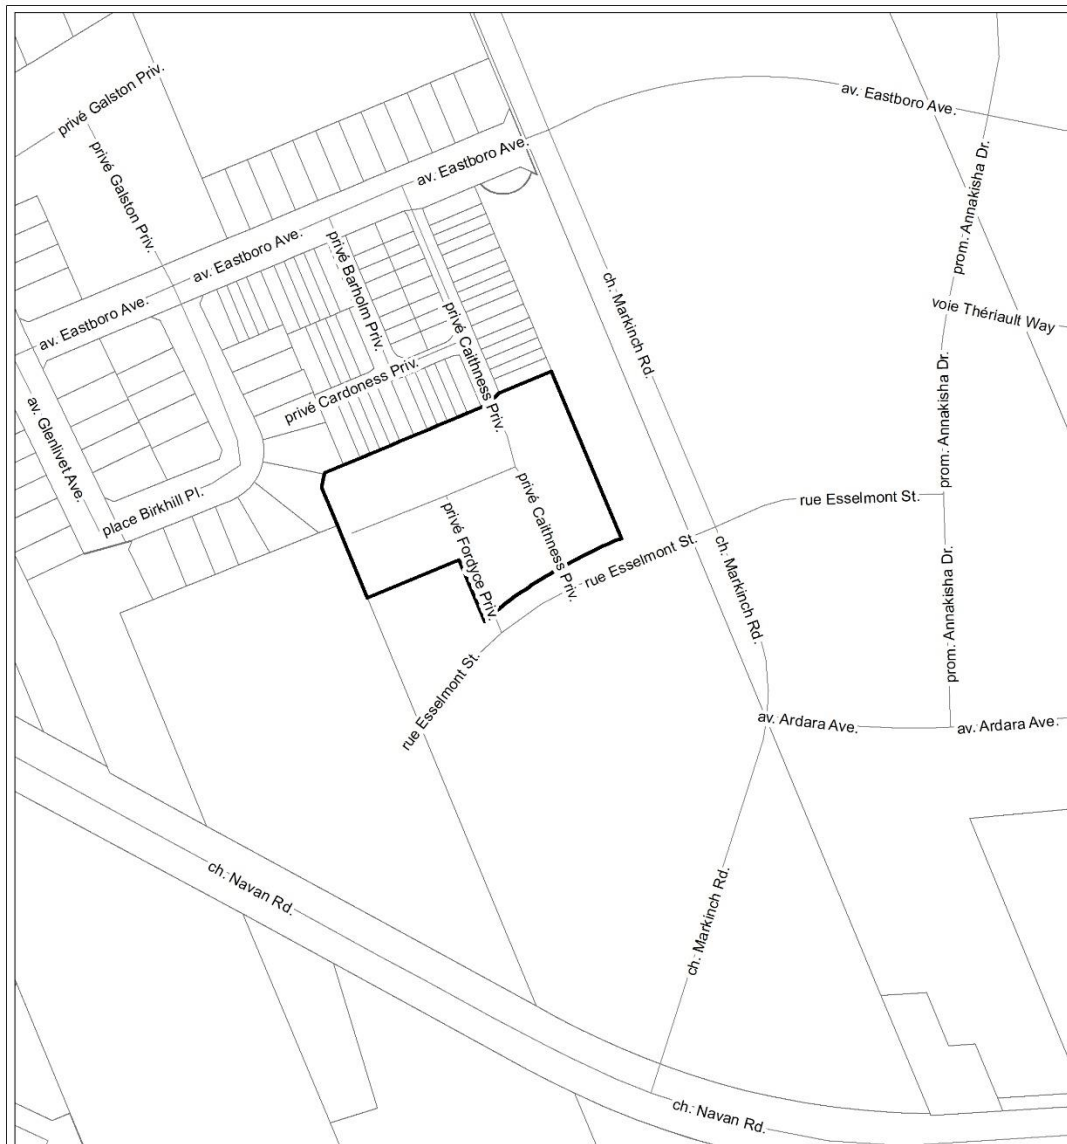 privé Galston Priv.
av. Eastboro Ave.
privé Galston Priv.
av. Eastboro Ave.
prom. Annakisha Dr.
av. Eastboro Ave.
privé Barholm Priv.
ch. Markinch Rd.
av. Eastboro Ave.
privé Caithness Priv.
voie Thériault Way
privé Cardoness Priv.
prom. Annakisha Dr.
av. Glenlivet Ave.
place Birkhill Pl.
privé Caithness Priv.
rue Esselmont St.
privé Fordyce Priv.
rue Esselmont St.
ch. Markinch Rd.
prom. Annakisha Dr.
rue Esselmont St.
av. Ardara Ave.
av. Ardara Ave.
ch. Navan Rd.
ch. Markinch Rd.
ch. Navan Rd.